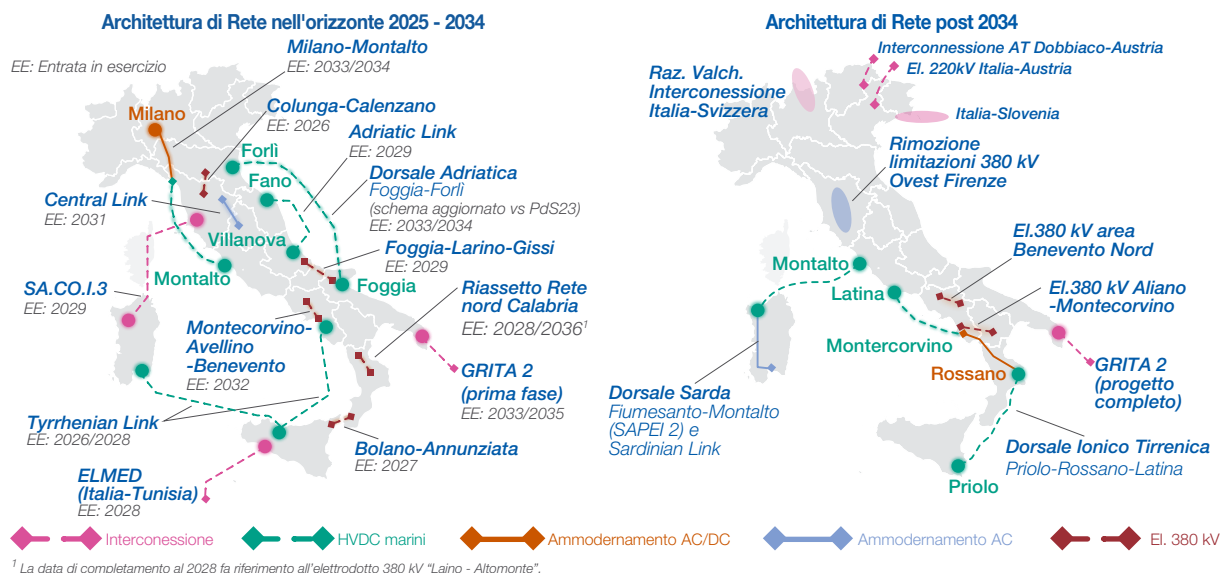 Architettura di Rete nell'orizzonte 2025 - 2034
EE: Entrata in esercizio
Milano-Montalto
EE: 2033/2034
Colunga-Calenzano
EE: 2026
Milano
Adriatic Link
EE: 2029
Forlì
Fano
Dorsale Adriatica
Foggia-Forlì
(schema aggiornato vs PdS23)
EE: 2033/2034
Central Link
EE: 2031
Villanova
Foggia-Larino-Gissi
EE: 2029
Montalto
Foggia
SA.CO.I.3
EE: 2029
Riassetto Rete
nord Calabria
EE: 2028/2036¹
Montecorvino-
Avellino
-Benevento
EE: 2032
GRITA 2
(prima fase)
EE: 2033/2035
Tyrrhenian Link
EE: 2026/2028
Bolano-Annunziata
EE: 2027
ELMED
(Italia-Tunisia)
EE: 2028
Architettura di Rete post 2034
Interconnessione AT Dobbiaco-Austria
El. 220kV Italia-Austria
Raz. Valch.
Interconessione
Italia-Svizzera
Italia-Slovenia
Rimozione
limitazioni 380 kV
Ovest Firenze
El.380 kV area
Benevento Nord
Montalto
Latina
El.380 kV Aliano
-Montecorvino
Montercorvino
Rossano
GRITA 2
(progetto
completo)
Dorsale Sarda
Fiumesanto-Montalto
(SAPEI 2) e
Sardinian Link
Dorsale Ionico Tirrenica
Priolo-Rossano-Latina
Priolo
Interconessione
HVDC marini
Ammodernamento AC/DC
Ammodernamento AC
El. 380 kV
¹ La data di completamento al 2028 fa riferimento all'elettrodotto 380 kV "Laino - Altomonte".